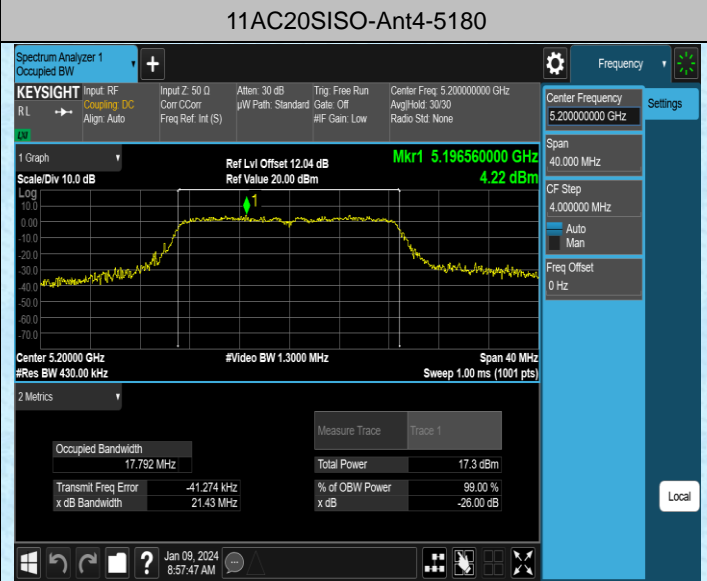 11AC20SISO-Ant4-5180
Spectrum Analyzer 1
Occupied BW
+
Frequency
KEYSIGHT
RL
Input: RF
Coupling: DC
Align: Auto
Input Z: 50 Ω
Corr CCorr
Freq Ref: Int (S)
Atten: 30 dB
µW Path: Standard
Trig: Free Run
Gate: Off
#IF Gain: Low
Center Freq: 5.200000000 GHz
Avg|Hold: 30/30
Radio Std: None
LXI
Center Frequency
5.200000000 GHz
Settings
Span
40.000 MHz
CF Step
4.000000 MHz
Auto
Man
Freq Offset
0 Hz
Local
1 Graph
Scale/Div 10.0 dB
Ref Lvl Offset 12.04 dB
Ref Value 20.00 dBm
Mkr1 5.196560000 GHz
4.22 dBm
Log
10.0
0.00
-10.0
-20.0
-30.0
-40.0
-50.0
-60.0
-70.0
1
Center 5.20000 GHz
#Video BW 1.3000 MHz
Span 40 MHz
#Res BW 430.00 kHz
Sweep 1.00 ms (1001 pts)
2 Metrics
Measure Trace Trace 1
Occupied Bandwidth
17.792 MHz
Total Power 17.3 dBm
Transmit Freq Error -41.274 kHz
% of OBW Power 99.00 %
x dB Bandwidth 21.43 MHz
x dB -26.00 dB
?
Jan 09, 2024
8:57:47 AM